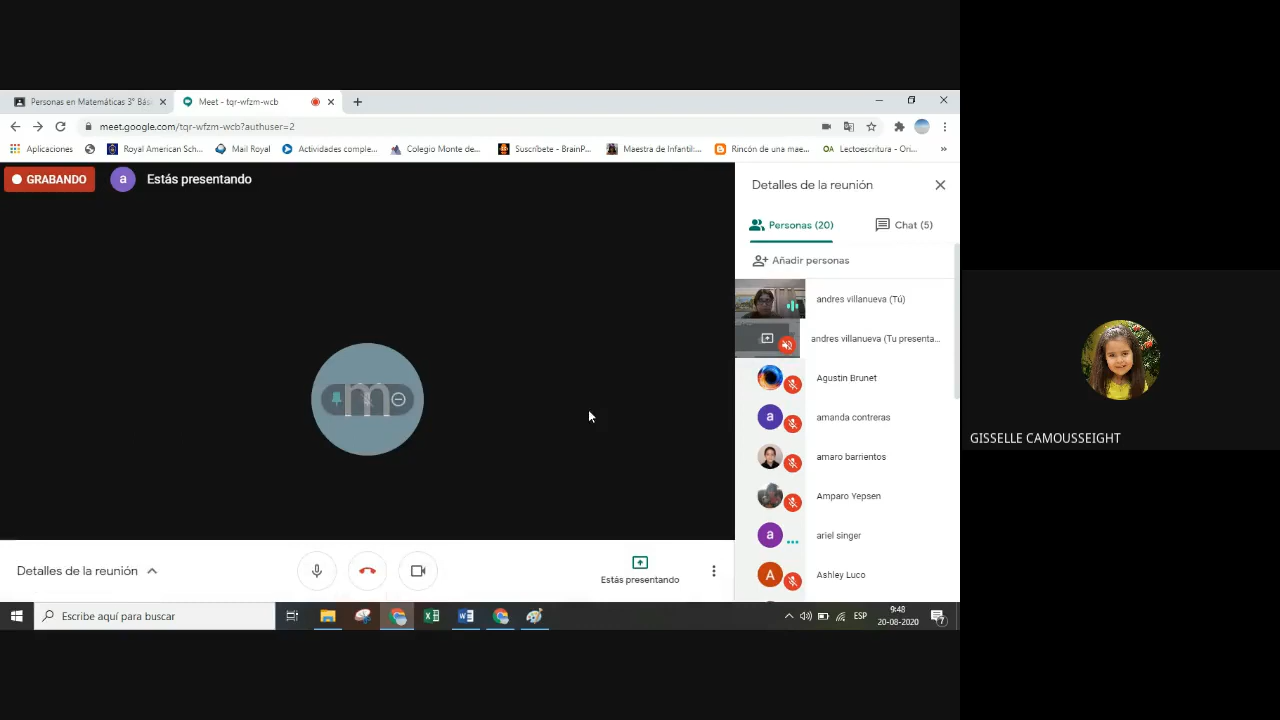 Personas en Matemáticas 3° Bás
Meet - tqr-wfzm-wcb
meet.google.com/tqr-wfzm-wcb?authuser=2
Aplicaciones
Royal American Sch...
Mail Royal
Actividades comple...
Colegio Monte de...
Suscríbete - BrainP...
Maestra de Infantil:...
Rincón de una mae...
OA Lectoescritura - Ori...
GRABANDO
a
Estás presentando
Detalles de la reunión
Personas (20)
Chat (5)
Añadir personas
andres villanueva (Tú)
andres villanueva (Tu presenta...
Agustin Brunet
a
amanda contreras
amaro barrientos
Amparo Yepsen
a
ariel singer
A
Ashley Luco
m
GISSELLE CAMOUSSEIGHT
Detalles de la reunión
Estás presentando
Escribe aquí para buscar
ESP
9:48
20-08-2020
7